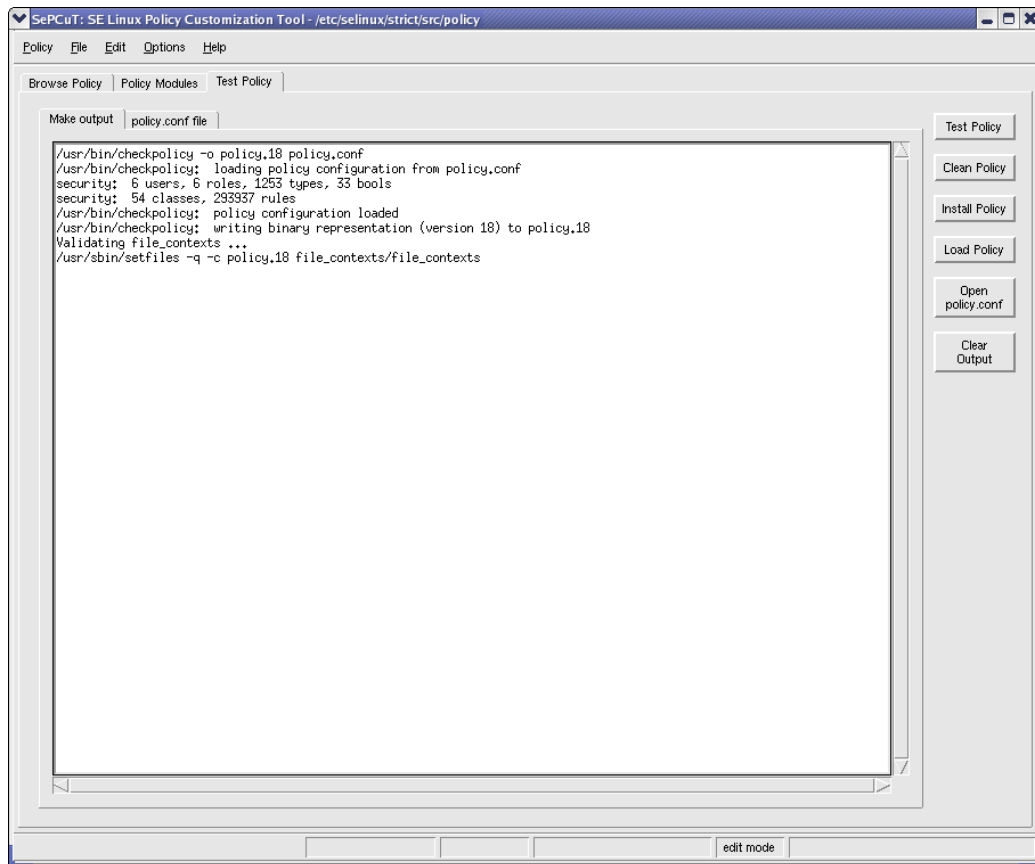 SePCuT: SE Linux Policy Customization Tool - /etc/selinux/strict/src/policy
Policy File Edit Options Help
Browse Policy Policy Modules Test Policy
Make output policy.conf file
/usr/bin/checkpolicy -o policy.18 policy.conf
/usr/bin/checkpolicy:  loading policy configuration from policy.conf
security:  6 users, 6 roles, 1253 types, 33 bools
security:  54 classes, 293937 rules
/usr/bin/checkpolicy:  policy configuration loaded
/usr/bin/checkpolicy:  writing binary representation (version 18) to policy.18
Validating file_contexts ...
/usr/sbin/setfiles -q -c policy.18 file_contexts/file_contexts
Test Policy
Clean Policy
Install Policy
Load Policy
Open
policy.conf
Clear
Output
edit mode